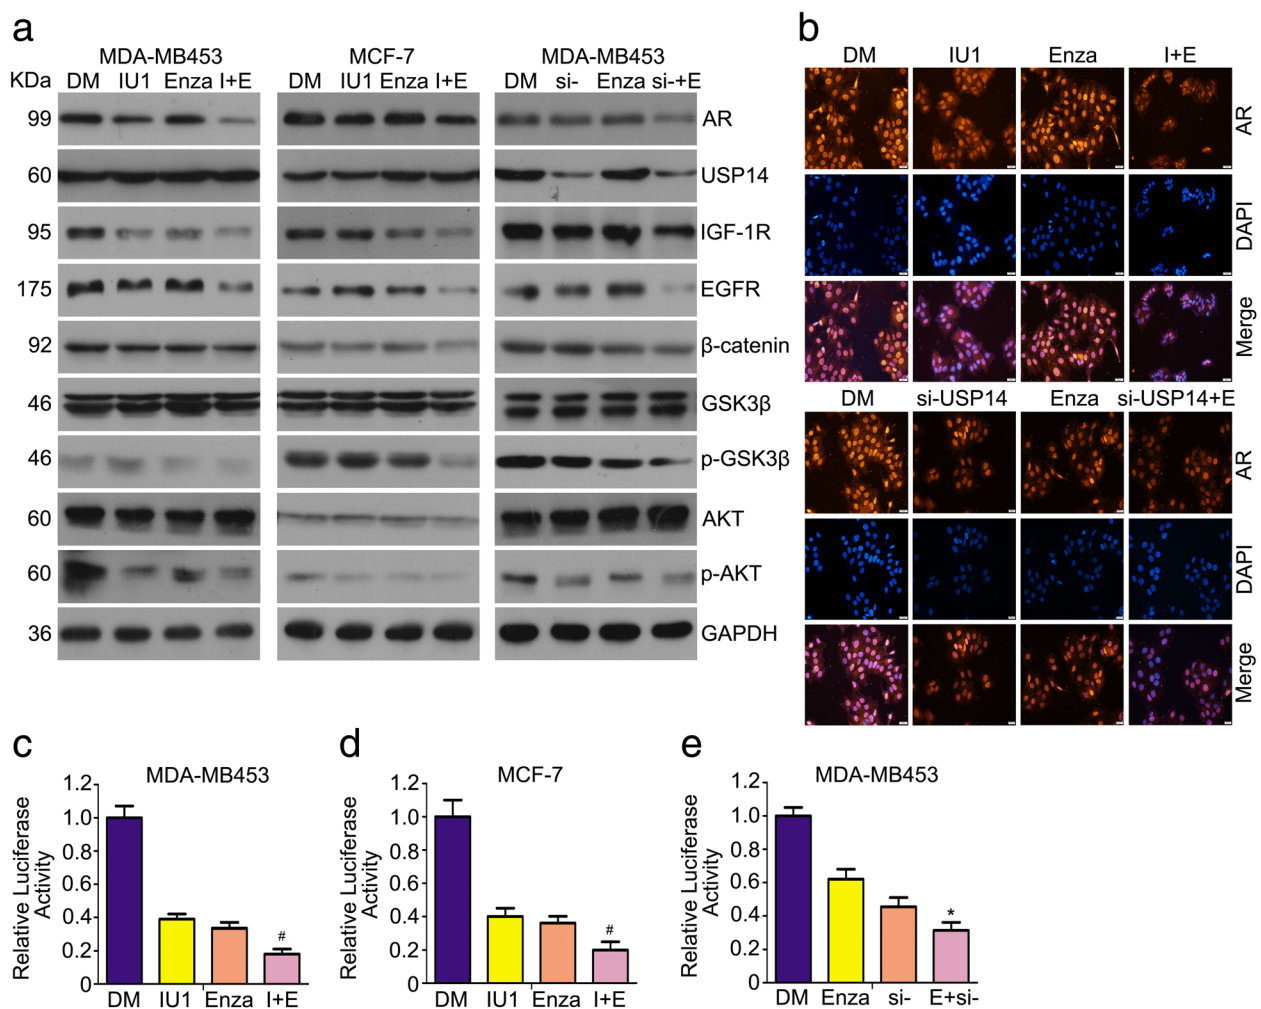 a
MDA-MB453
MCF-7
MDA-MB453
KDa
DM IU1 Enza I+E
DM IU1 Enza I+E
DM si- Enza si-+E
99 AR
60 USP14
95 IGF-1R
175 EGFR
92 β-catenin
46 GSK3β
46 p-GSK3β
60 AKT
60 p-AKT
36 GAPDH
b
DM IU1 Enza I+E
AR
DAPI
Merge
DM si-USP14 Enza si-USP14+E
AR
DAPI
Merge
c
MDA-MB453
Relative Luciferase
Activity
1.2
1.0
0.8
0.6
0.4
0.2
0
#
DM IU1 Enza I+E
d
MCF-7
Relative Luciferase
Activity
1.2
1.0
0.8
0.6
0.4
0.2
0
#
DM IU1 Enza I+E
e
MDA-MB453
Relative Luciferase
Activity
1.2
1.0
0.8
0.6
0.4
0.2
0
*
DM Enza si- E+si-